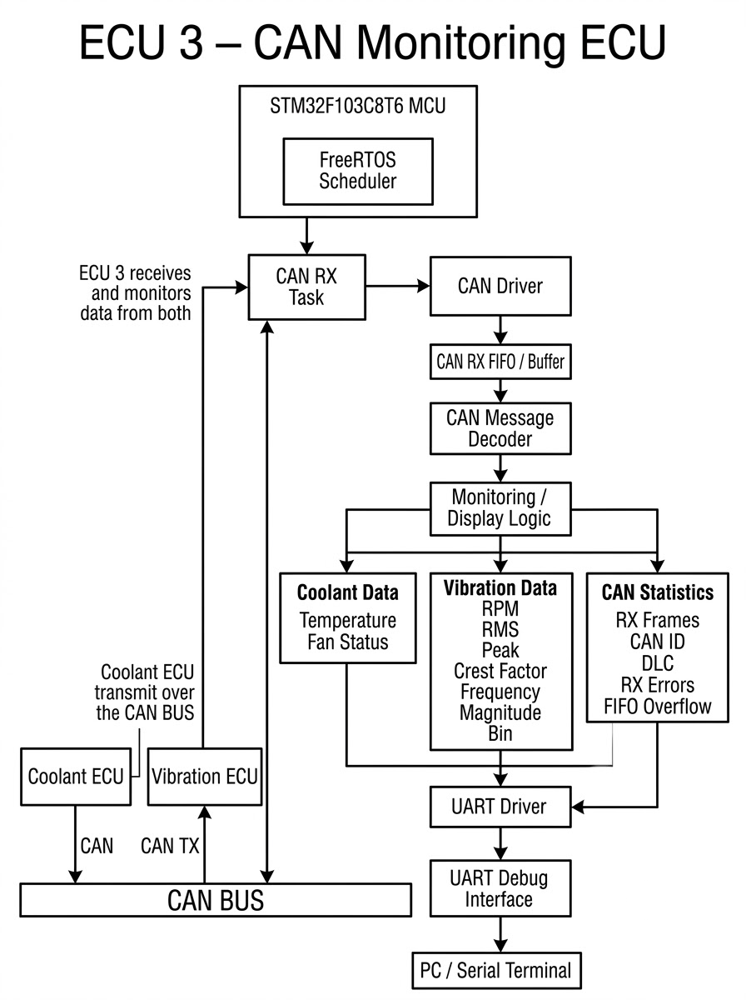 ECU 3 – CAN Monitoring ECU
STM32F103C8T6 MCU
FreeRTOS
Scheduler
ECU 3 receives
and monitors
data from both
CAN RX
Task
CAN Driver
CAN RX FIFO / Buffer
CAN Message
Decoder
Monitoring /
Display Logic
Coolant Data
Temperature
Fan Status
Vibration Data
RPM
RMS
Peak
Crest Factor
Frequency
Magnitude
Bin
CAN Statistics
RX Frames
CAN ID
DLC
RX Errors
FIFO Overflow
Coolant ECU
transmit over
the CAN BUS
Coolant ECU
Vibration ECU
CAN
CAN TX
CAN BUS
UART Driver
UART Debug
Interface
PC / Serial Terminal